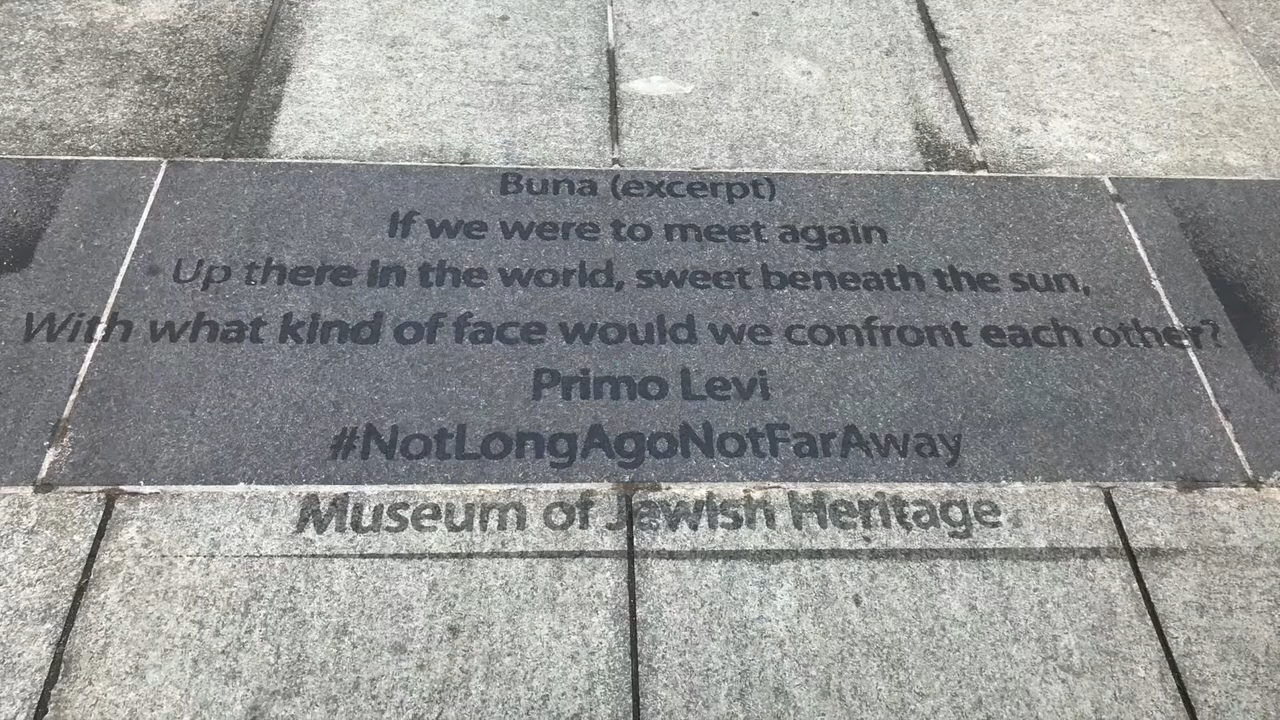 Buna (excerpt)
If we were to meet again
Up there in the world, sweet beneath the sun,
With what kind of face would we confront each other?
Primo Levi
#NotLongAgoNotFarAway
Museum of Jewish Heritage